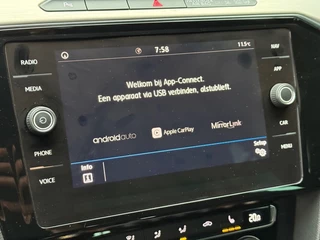 RADIO
7:58
11.5°C
NAV
MEDIA
APP
Welkom bij App-Connect.
Een apparaat via USB verbinden, alstublieft.
CAR
androidauto
Apple CarPlay
MirrorLink
PHONE
MENU
Info
Setup
VOICE